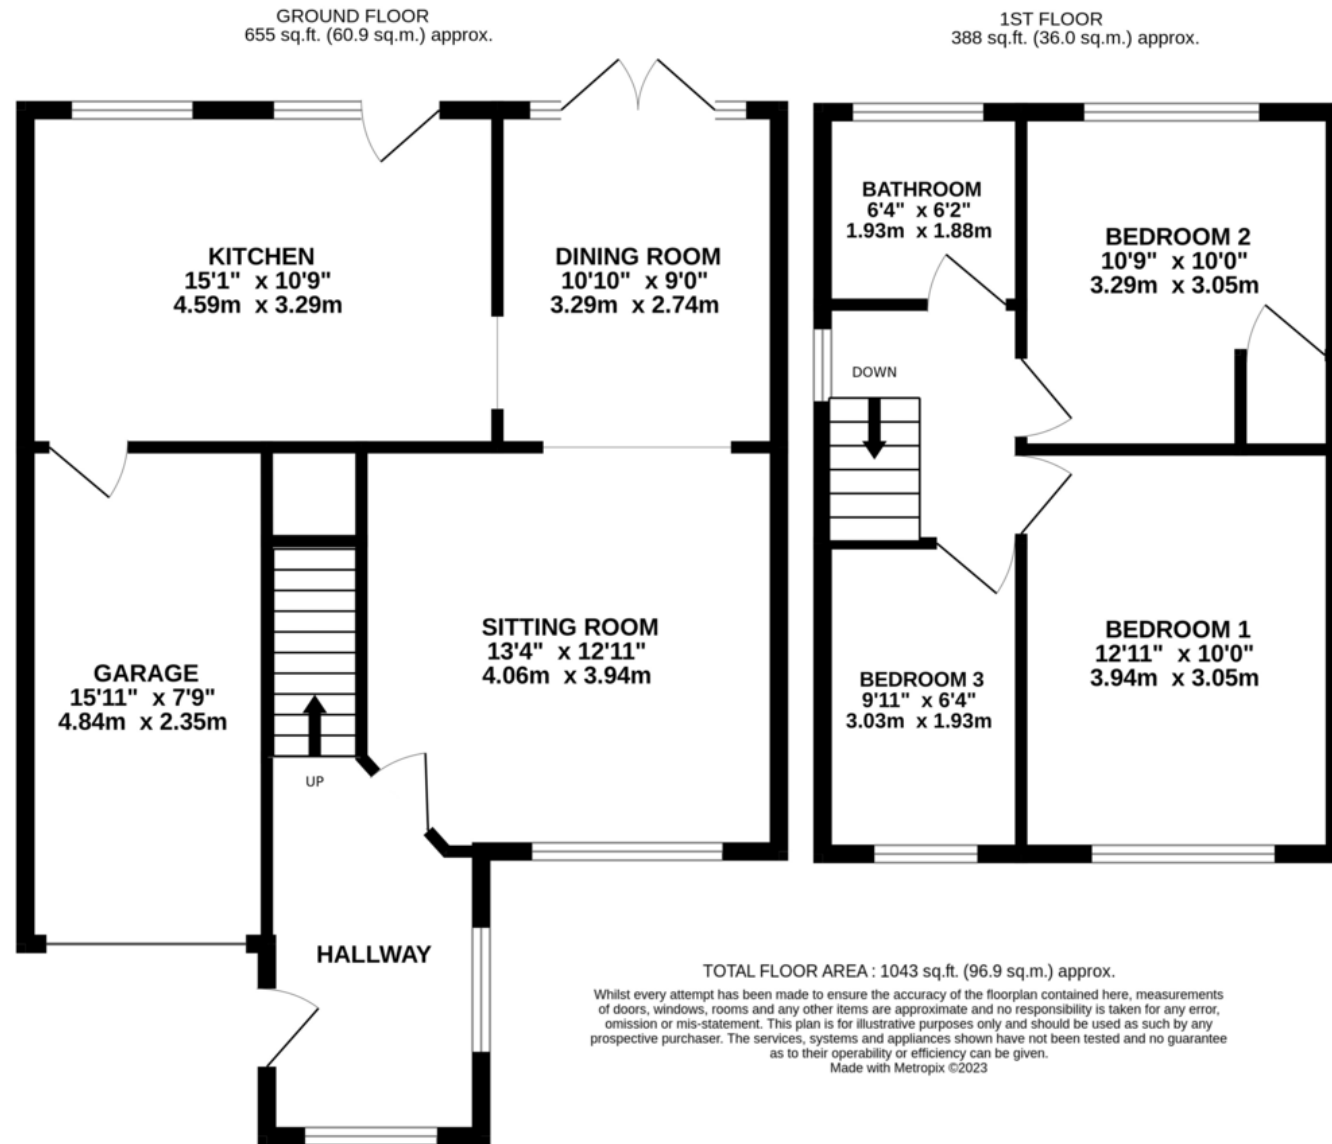 GROUND FLOOR
655 sq.ft. (60.9 sq.m.) approx.
1ST FLOOR
388 sq.ft. (36.0 sq.m.) approx.
KITCHEN
15'1" x 10'9"
4.59m x 3.29m
DINING ROOM
10'10" x 9'0"
3.29m x 2.74m
BATHROOM
6'4" x 6'2"
1.93m x 1.88m
BEDROOM 2
10'9" x 10'0"
3.29m x 3.05m
DOWN
SITTING ROOM
13'4" x 12'11"
4.06m x 3.94m
GARAGE
15'11" x 7'9"
4.84m x 2.35m
UP
BEDROOM 3
9'11" x 6'4"
3.03m x 1.93m
BEDROOM 1
12'11" x 10'0"
3.94m x 3.05m
HALLWAY
TOTAL FLOOR AREA : 1043 sq.ft. (96.9 sq.m.) approx.
Whilst every attempt has been made to ensure the accuracy of the floorplan contained here, measurements
of doors, windows, rooms and any other items are approximate and no responsibility is taken for any error,
omission or mis-statement. This plan is for illustrative purposes only and should be used as such by any
prospective purchaser. The services, systems and appliances shown have not been tested and no guarantee
as to their operability or efficiency can be given.
Made with Metropix ©2023